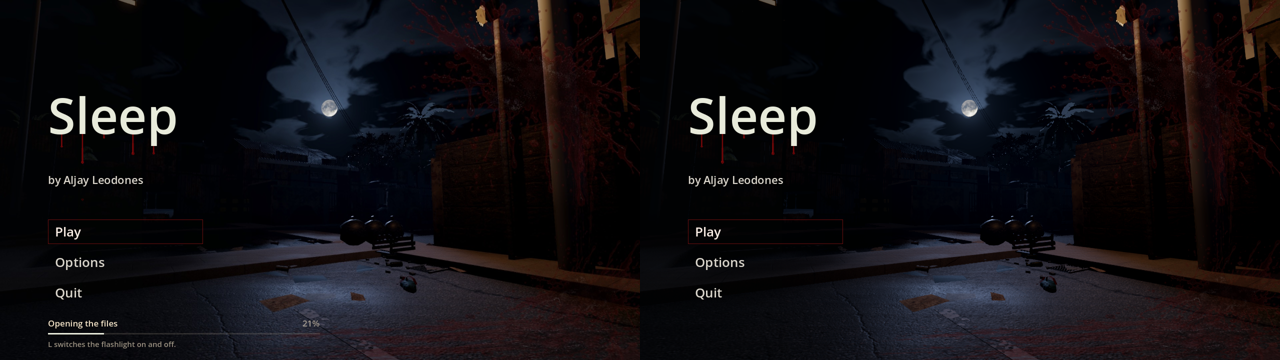 Sleep
by Aljay Leodones
Play
Options
Quit
Opening the files 21%
L switches the flashlight on and off.
Sleep
by Aljay Leodones
Play
Options
Quit